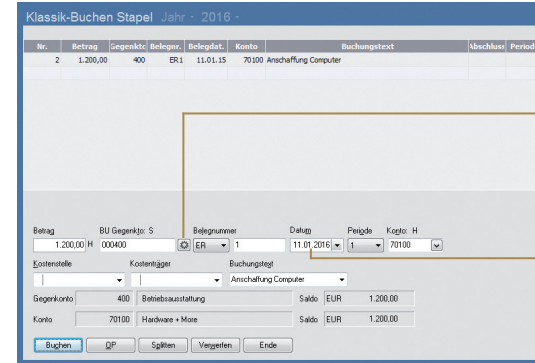 Klassik-Buchen Stapel Jahr - 2016 -
Nr. Betrag Gegenkto Belegnr. Belegdat. Konto Buchungstext Abschluss Period
2 1.200,00 400 ER1 11.01.15 70100 Anschaffung Computer
Betrag BU Gegenkto: S Belegnummer Datum Periode Konto: H
1.200,00 H 000400 ER 1 11.01.2016 1 70100
Kostenstelle Kostenträger Buchungstext
Anschaffung Computer
Gegenkonto 400 Betriebsausstattung Saldo EUR 1.200,00
Konto 70100 Hardware + More Saldo EUR 1.200,00
Buchen OP Splitten Verwerfen Ende